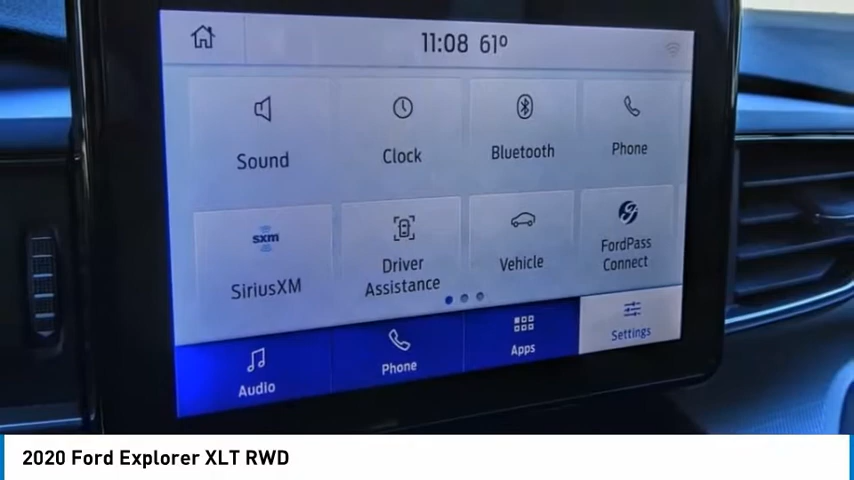 11:08 61°
Sound
Clock
Bluetooth
Phone
sxm
SiriusXM
Driver
Assistance
Vehicle
FordPass
Connect
Audio
Phone
Apps
Settings
2020 Ford Explorer XLT RWD